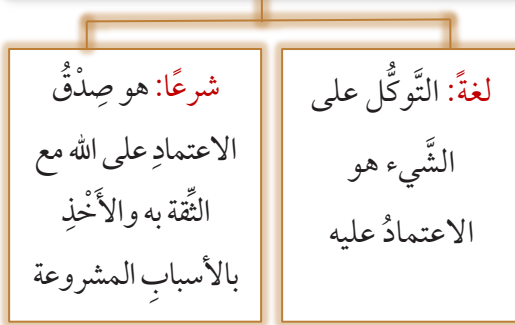 لغةً: التَّوكُّل على
الشَّيء هو
الاعتمادُ عليه
شرعًا: هو صِدْقُ
الاعتمادِ على الله مع
الثِّقة به والأَخْذِ
بالأسبابِ المشروعة